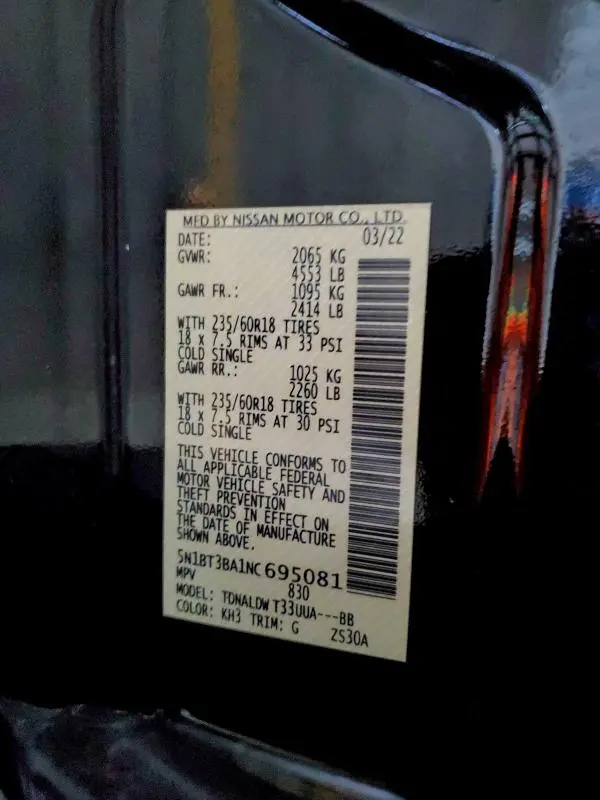 MFD BY NISSAN MOTOR CO., LTD.
DATE: 03/22
GVWR: 2065 KG
4553 LB
GAWR FR.: 1095 KG
2414 LB
WITH 235/60R18 TIRES
18 x 7.5 RIMS AT 33 PSI
COLD SINGLE
GAWR RR.: 1025 KG
2260 LB
WITH 235/60R18 TIRES
18 x 7.5 RIMS AT 30 PSI
COLD SINGLE
THIS VEHICLE CONFORMS TO
ALL APPLICABLE FEDERAL
MOTOR VEHICLE SAFETY AND
THEFT PREVENTION
STANDARDS IN EFFECT ON
THE DATE OF MANUFACTURE
SHOWN ABOVE.
5N1BT3BA1NC695081
MPV 830
MODEL: TDNALDW T33UUA---BB
COLOR: KH3 TRIM: G 2S30A